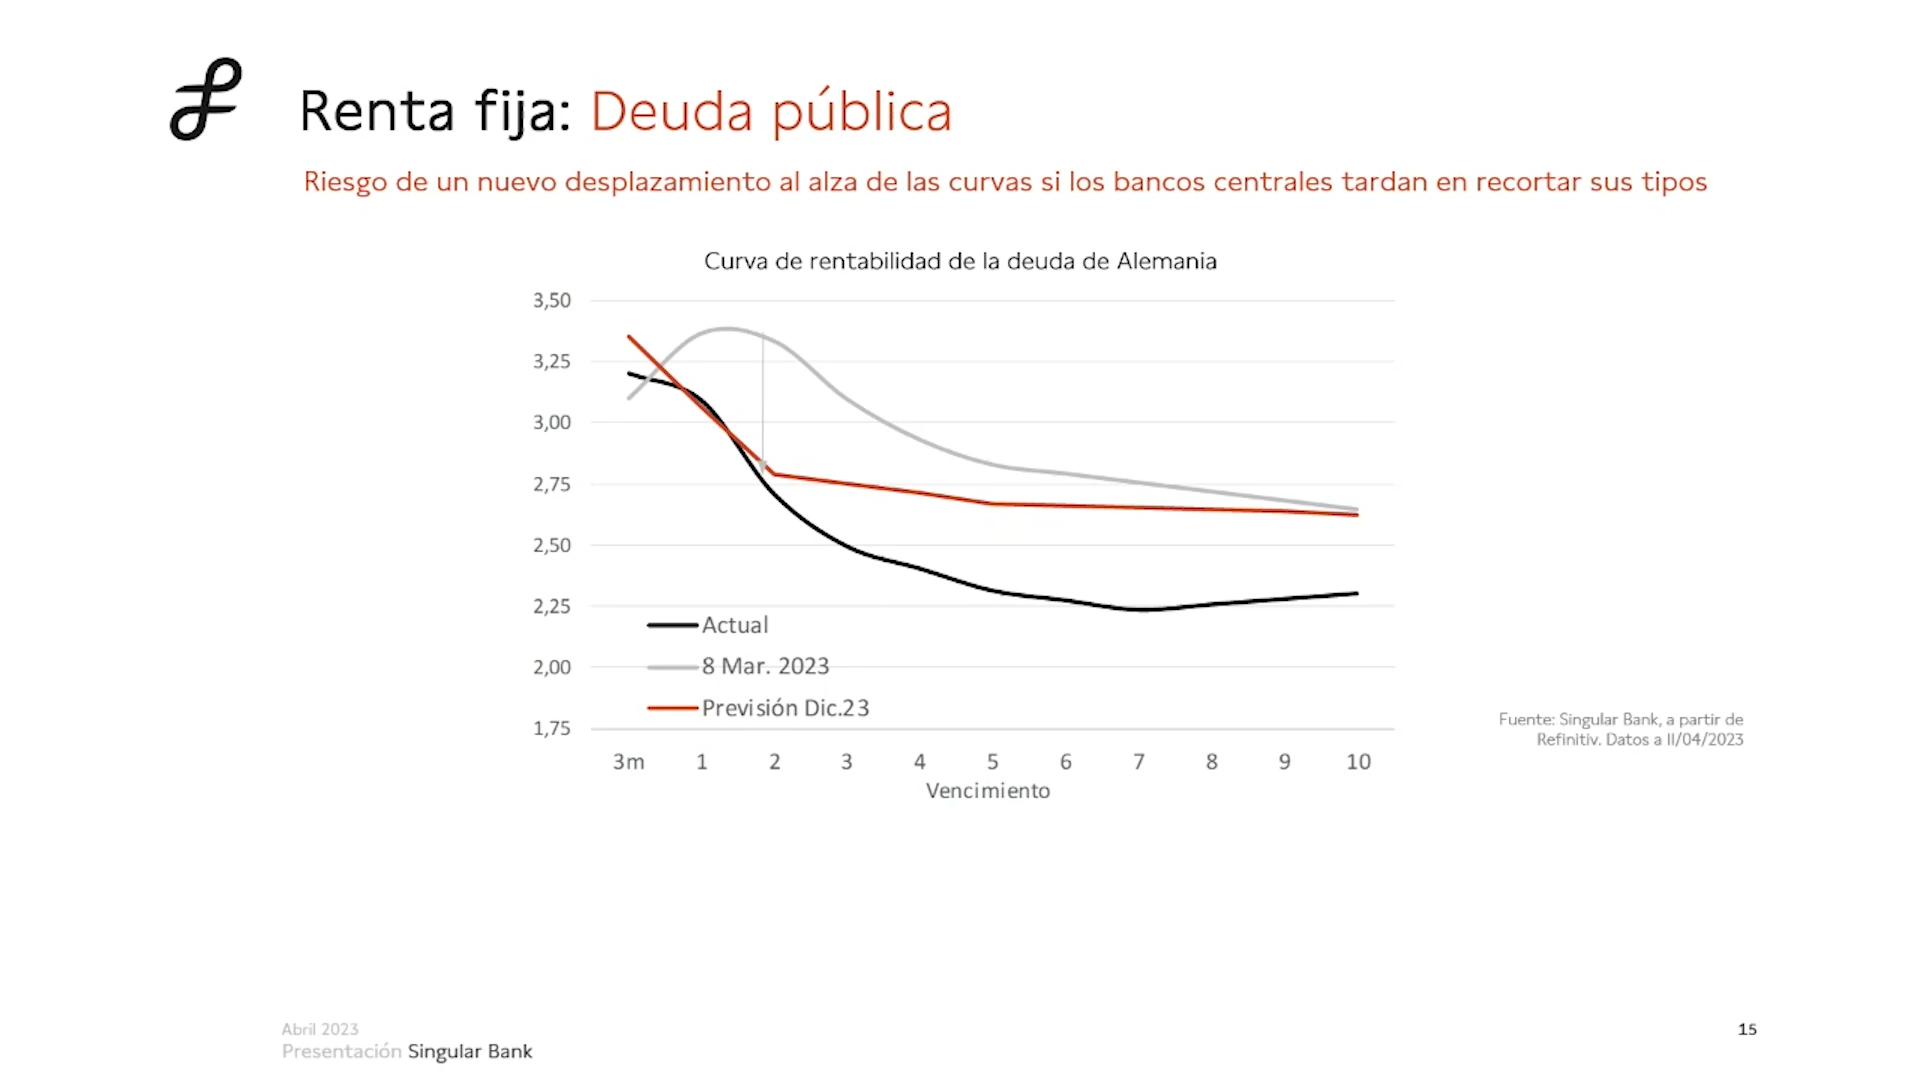 Renta fija: Deuda pública
Riesgo de un nuevo desplazamiento al alza de las curvas si los bancos centrales tardan en recortar sus tipos
Curva de rentabilidad de la deuda de Alemania
3,50
3,25
3,00
2,75
2,50
2,25
2,00
1,75
Actual
8 Mar. 2023
Previsión Dic.23
3m 1 2 3 4 5 6 7 8 9 10
Vencimiento
Fuente: Singular Bank, a partir de
Refinitiv. Datos a 11/04/2023
Abril 2023
Presentación Singular Bank
15